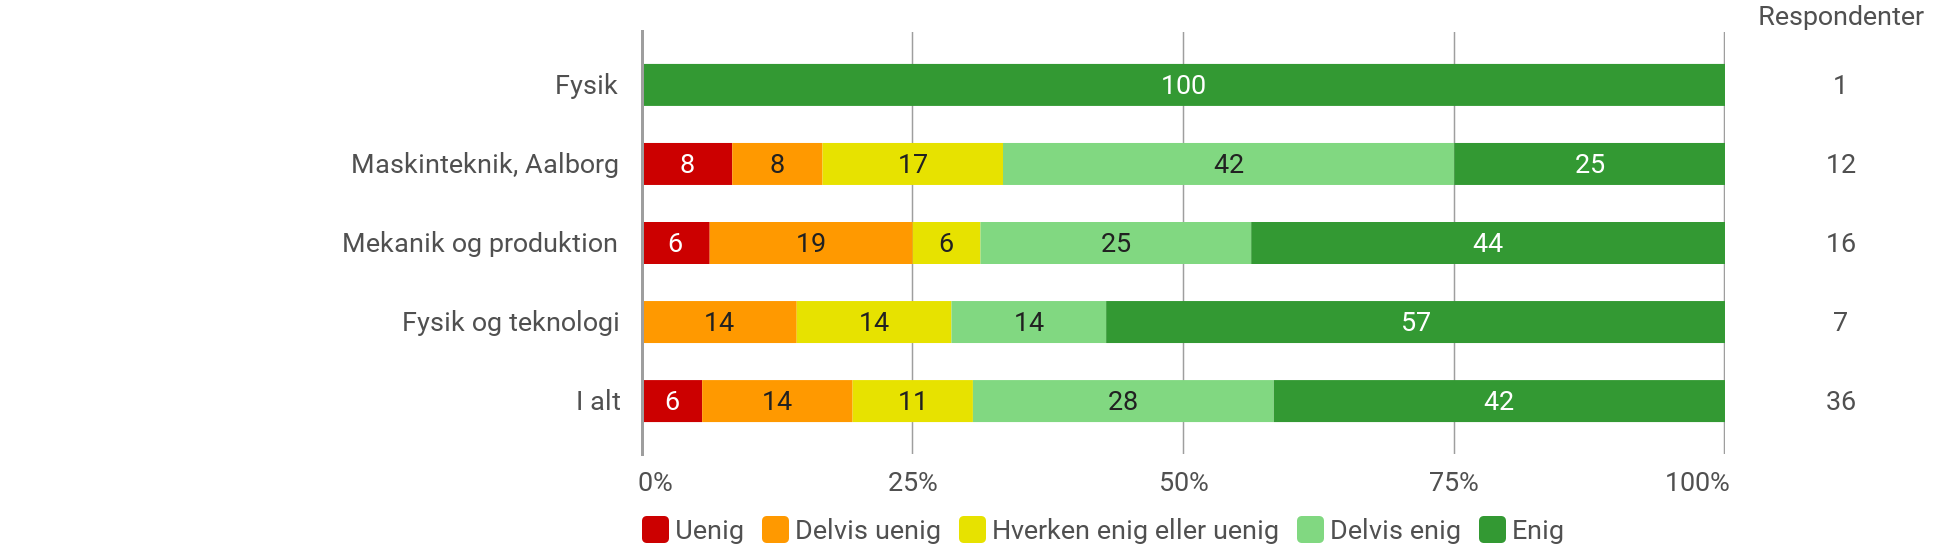 Respondenter
Fysik 100 1
Maskinteknik, Aalborg 8 8 17 42 25 12
Mekanik og produktion 6 19 6 25 44 16
Fysik og teknologi 14 14 14 57 7
I alt 6 14 11 28 42 36
0% 25% 50% 75% 100%
Uenig Delvis uenig Hverken enig eller uenig Delvis enig Enig